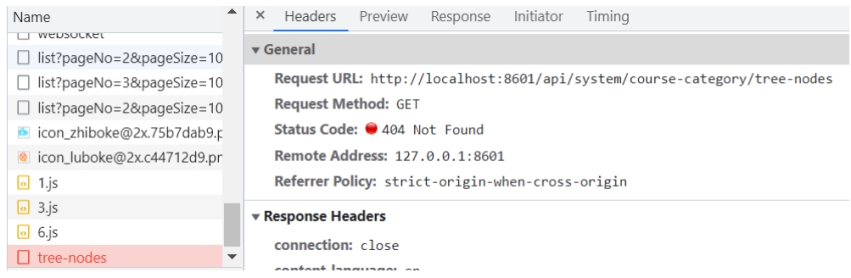 Name
websocket
list?pageNo=2&pageSize=10
list?pageNo=3&pageSize=10
list?pageNo=2&pageSize=10
icon_zhiboke@2x.75b7dab9.p
icon_luboke@2x.c44712d9.pr
1.js
3.js
6.js
tree-nodes
× Headers Preview Response Initiator Timing
▼ General
Request URL: http://localhost:8601/api/system/course-category/tree-nodes
Request Method: GET
Status Code: 404 Not Found
Remote Address: 127.0.0.1:8601
Referrer Policy: strict-origin-when-cross-origin
▼ Response Headers
connection: close
content-language: en